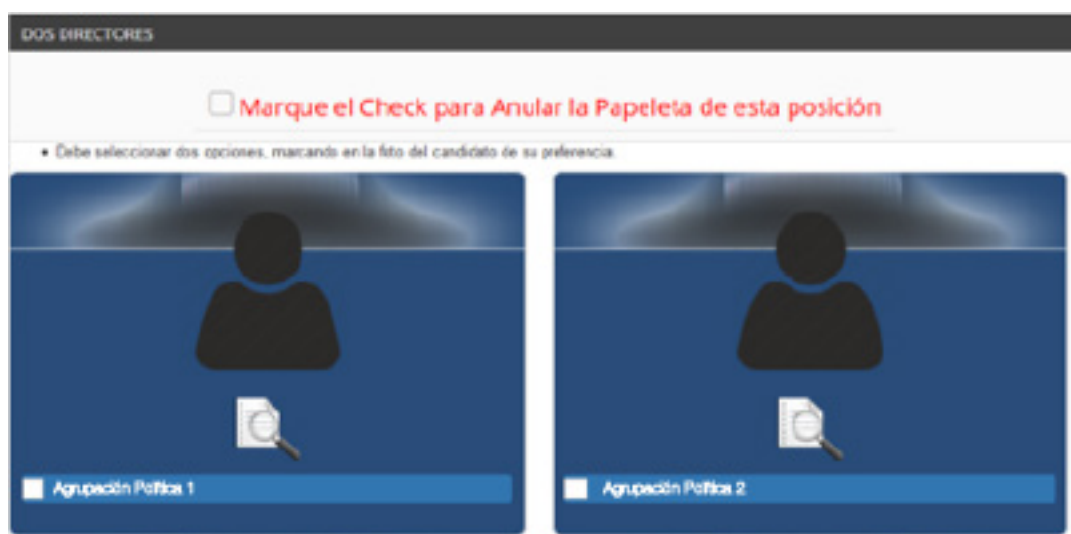 DOS DIRECTORES
Marque el Check para Anular la Papeleta de esta posición
• Debe seleccionar dos opciones, marcando en la foto del candidato de su preferencia.
Agrupación Política 1
Agrupación Política 2